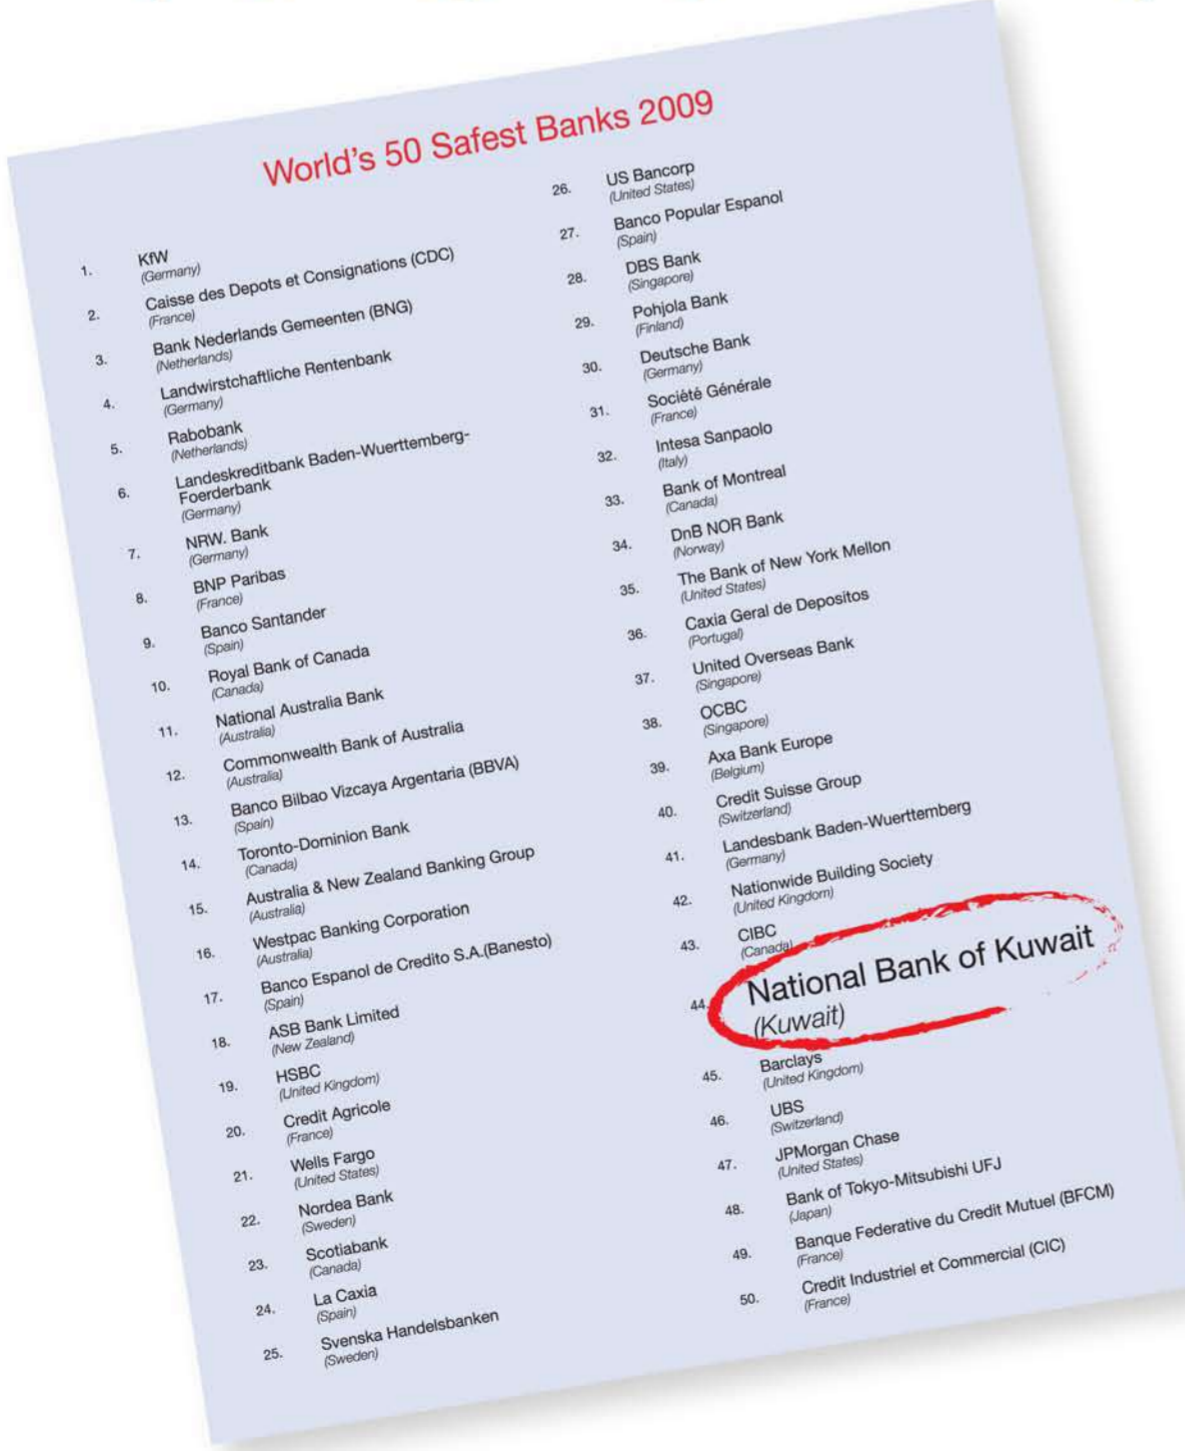 World's 50 Safest Banks 2009
1. KfW
(Germany)
2. Caisse des Depots et Consignations (CDC)
(France)
3. Bank Nederlands Gemeenten (BNG)
(Netherlands)
4. Landwirstchaftliche Rentenbank
(Germany)
5. Rabobank
(Netherlands)
6. Landeskreditbank Baden-Wuerttemberg-
Foerderbank
(Germany)
7. NRW. Bank
(Germany)
8. BNP Paribas
(France)
9. Banco Santander
(Spain)
10. Royal Bank of Canada
(Canada)
11. National Australia Bank
(Australia)
12. Commonwealth Bank of Australia
(Australia)
13. Banco Bilbao Vizcaya Argentaria (BBVA)
(Spain)
14. Toronto-Dominion Bank
(Canada)
15. Australia & New Zealand Banking Group
(Australia)
16. Westpac Banking Corporation
(Australia)
17. Banco Espanol de Credito S.A.(Banesto)
(Spain)
18. ASB Bank Limited
(New Zealand)
19. HSBC
(United Kingdom)
20. Credit Agricole
(France)
21. Wells Fargo
(United States)
22. Nordea Bank
(Sweden)
23. Scotiabank
(Canada)
24. La Caxia
(Spain)
25. Svenska Handelsbanken
(Sweden)
26. US Bancorp
(United States)
27. Banco Popular Espanol
(Spain)
28. DBS Bank
(Singapore)
29. Pohjola Bank
(Finland)
30. Deutsche Bank
(Germany)
31. Société Générale
(France)
32. Intesa Sanpaolo
(Italy)
33. Bank of Montreal
(Canada)
34. DnB NOR Bank
(Norway)
35. The Bank of New York Mellon
(United States)
36. Caxia Geral de Depositos
(Portugal)
37. United Overseas Bank
(Singapore)
38. OCBC
(Singapore)
39. Axa Bank Europe
(Belgium)
40. Credit Suisse Group
(Switzerland)
41. Landesbank Baden-Wuerttemberg
(Germany)
42. Nationwide Building Society
(United Kingdom)
43. CIBC
(Canada)
44. National Bank of Kuwait
(Kuwait)
45. Barclays
(United Kingdom)
46. UBS
(Switzerland)
47. JPMorgan Chase
(United States)
48. Bank of Tokyo-Mitsubishi UFJ
(Japan)
49. Banque Federative du Credit Mutuel (BFCM)
(France)
50. Credit Industriel et Commercial (CIC)
(France)